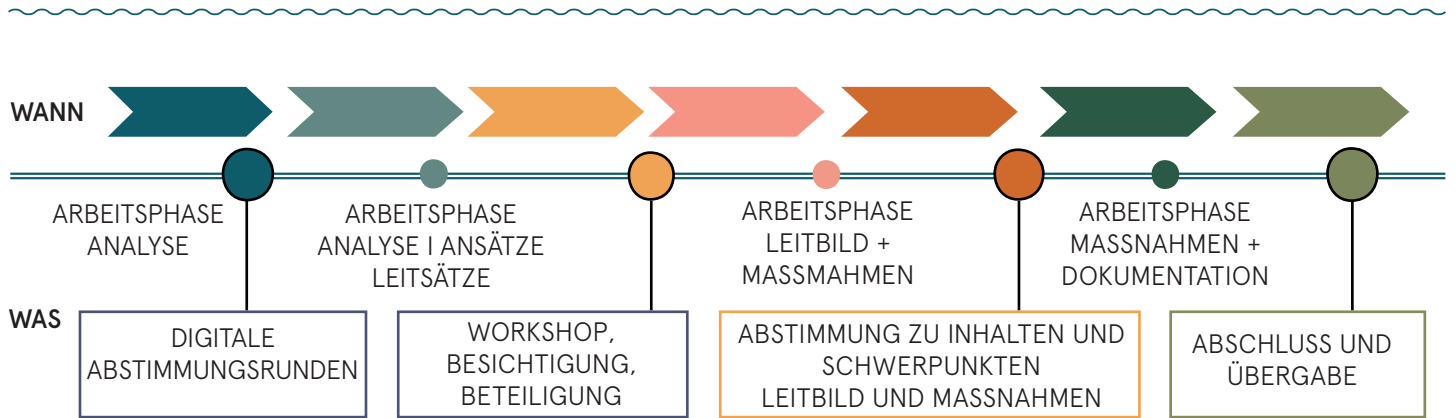 WANN
ARBEITSPHASE
ANALYSE
ARBEITSPHASE
ANALYSE I ANSÄTZE
LEITSÄTZE
ARBEITSPHASE
LEITBILD +
MASSMAHMEN
ARBEITSPHASE
MASSNAHMEN +
DOKUMENTATION
WAS
DIGITALE
ABSTIMMUNGSRUNDEN
WORKSHOP,
BESICHTIGUNG,
BETEILIGUNG
ABSTIMMUNG ZU INHALTEN UND
SCHWERPUNKTEN
LEITBILD UND MASSNAHMEN
ABSCHLUSS UND
ÜBERGABE